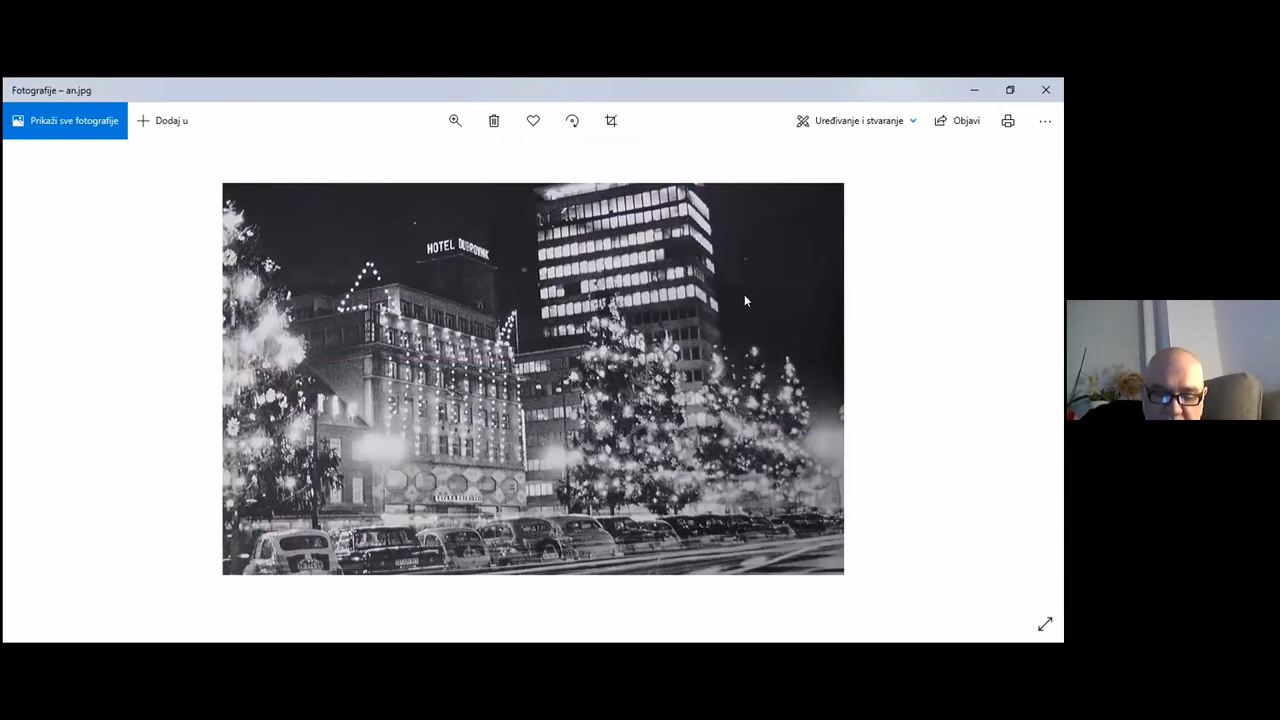 Fotografije – an.jpg
Prikaži sve fotografije
Dodaj u
Uređivanje i stvaranje
Objavi
HOTEL DUBROVNIK